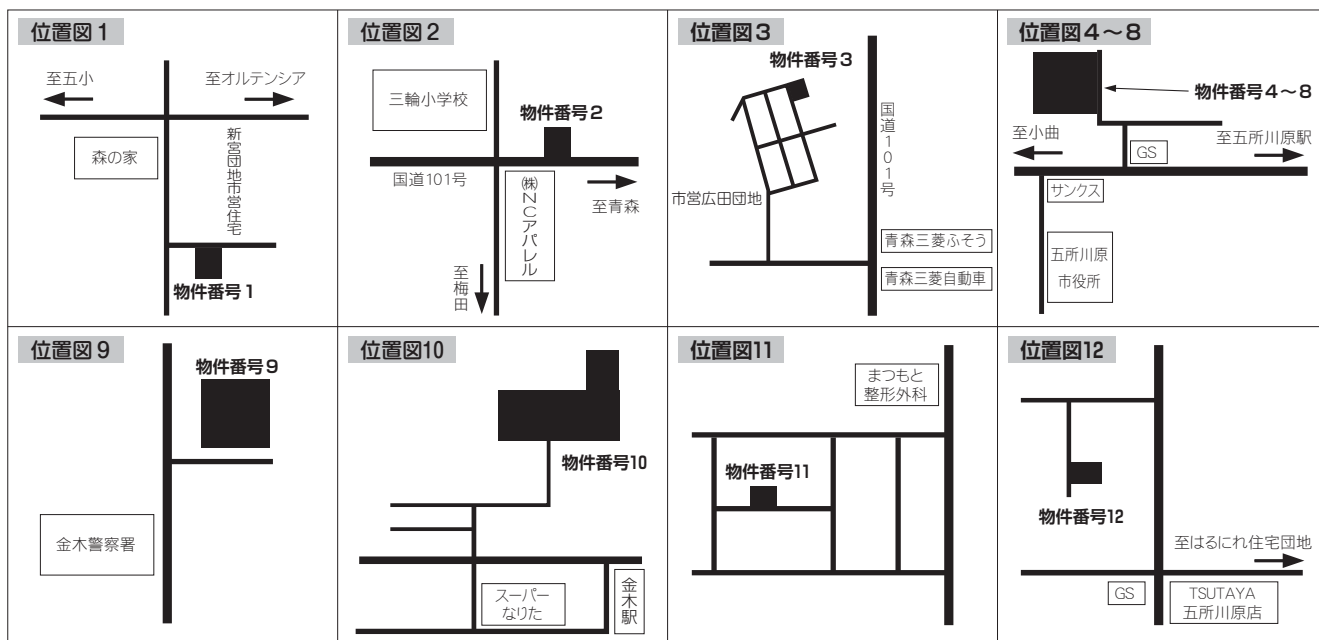 位置図1
至五小
至オルテンシア
森の家
新宮団地市営住宅
物件番号1
位置図2
三輪小学校
物件番号2
国道101号
㈱NCアパレル
至青森
至梅田
位置図3
物件番号3
国道101号
市営広田団地
青森三菱ふそう
青森三菱自動車
位置図4~8
物件番号4~8
至小曲
至五所川原駅
GS
サンクス
五所川原
市役所
位置図9
物件番号9
金木警察署
位置図10
物件番号10
スーパー
なりた
金木駅
位置図11
まつもと
整形外科
物件番号11
位置図12
物件番号12
至はるにれ住宅団地
GS
TSUTAYA
五所川原店